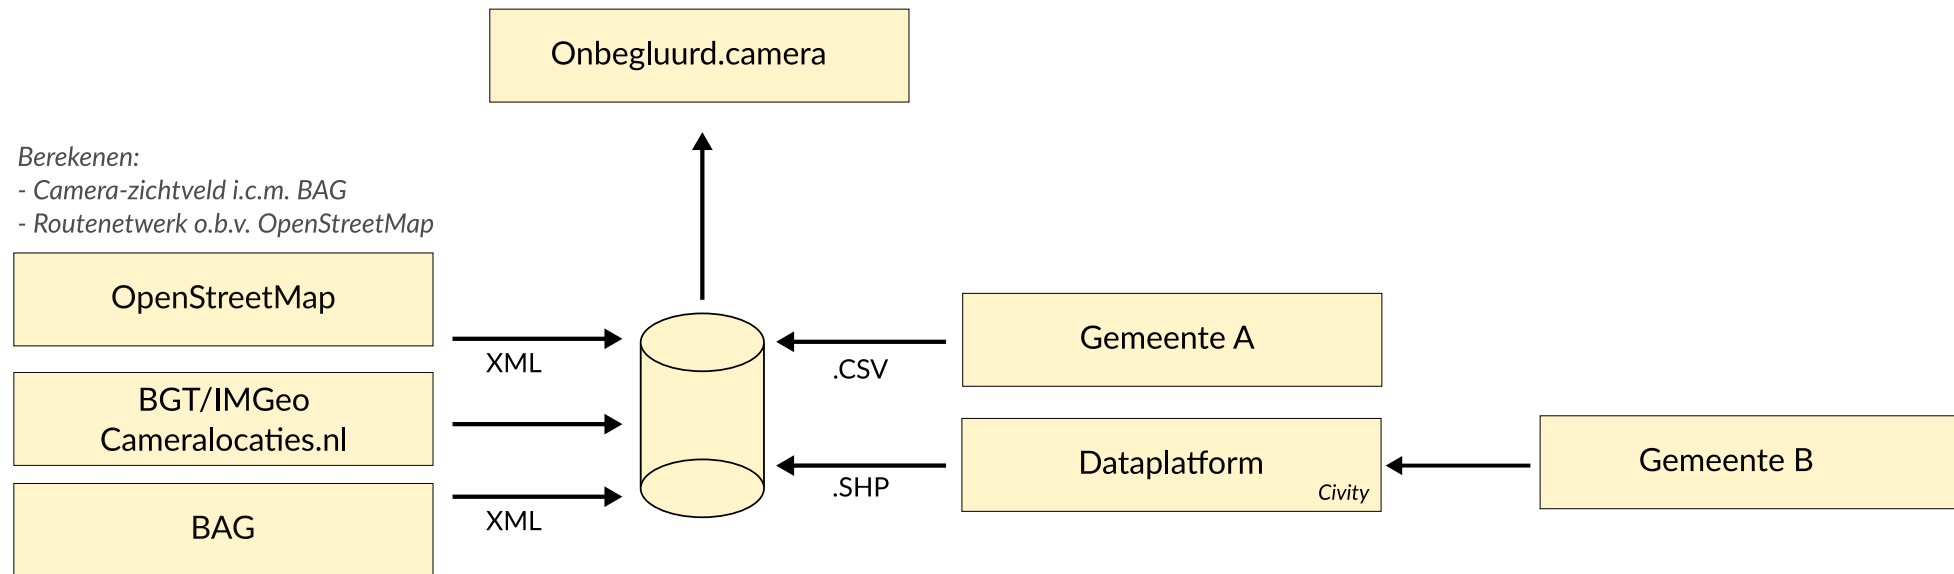 Onbegluurd.camera
Berekenen:
- Camera-zichtveld i.c.m. BAG
- Routenetwerk o.b.v. OpenStreetMap
OpenStreetMap
XML
BGT/IMGeo
Cameralocaties.nl
BAG
XML
Gemeente A
.CSV
Dataplatform
Civity
.SHP
Gemeente B